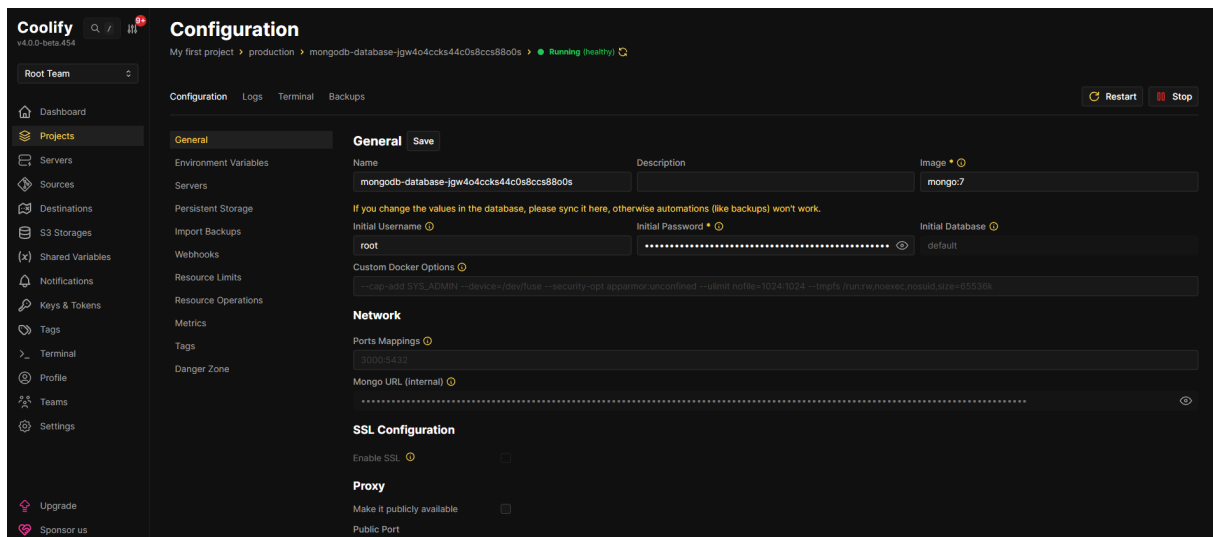 Coolify
/
9+
v4.0.0-beta.454
Root Team
Dashboard
Projects
Servers
Sources
Destinations
S3 Storages
Shared Variables
Notifications
Keys & Tokens
Tags
Terminal
Profile
Teams
Settings
Upgrade
Sponsor us
Configuration
My first project > production > mongodb-database-jgw4o4ccks44c0s8ccs88o0s > Running (healthy)
Configuration Logs Terminal Backups
Restart Stop
General
Environment Variables
Servers
Persistent Storage
Import Backups
Webhooks
Resource Limits
Resource Operations
Metrics
Tags
Danger Zone
General Save
Name Description Image *
mongodb-database-jgw4o4ccks44c0s8ccs88o0s mongo:7
If you change the values in the database, please sync it here, otherwise automations (like backups) won't work.
Initial Username Initial Password * Initial Database
root default
Custom Docker Options
--cap-add SYS_ADMIN --device=/dev/fuse --security-opt apparmor:unconfined --ulimit nofile=1024:1024 --tmpfs /run:rw,noexec,nosuid,size=65536k
Network
Ports Mappings
3000:5432
Mongo URL (internal)
SSL Configuration
Enable SSL
Proxy
Make it publicly available
Public Port